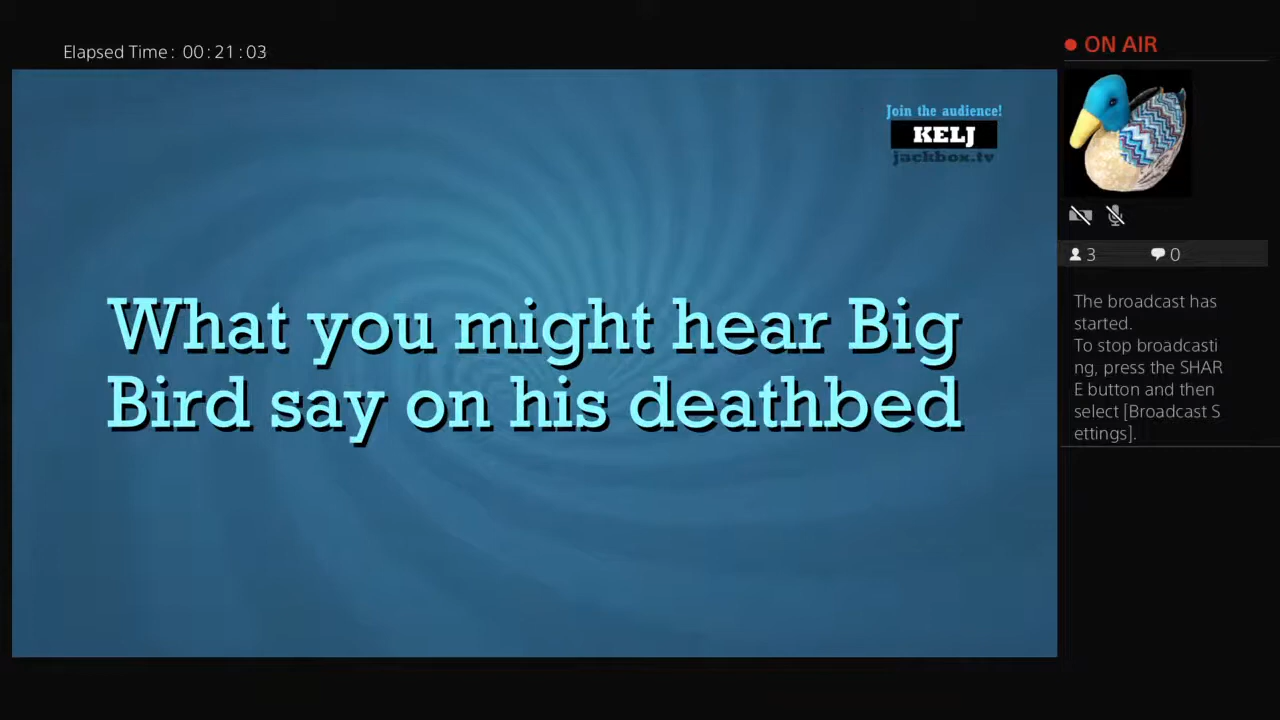 Elapsed Time: 00:21:03
ON AIR
Join the audience!
KELJ
jackbox.tv
What you might hear Big
Bird say on his deathbed
3
0
The broadcast has
started.
To stop broadcasti
ng, press the SHAR
E button and then
select [Broadcast S
ettings].